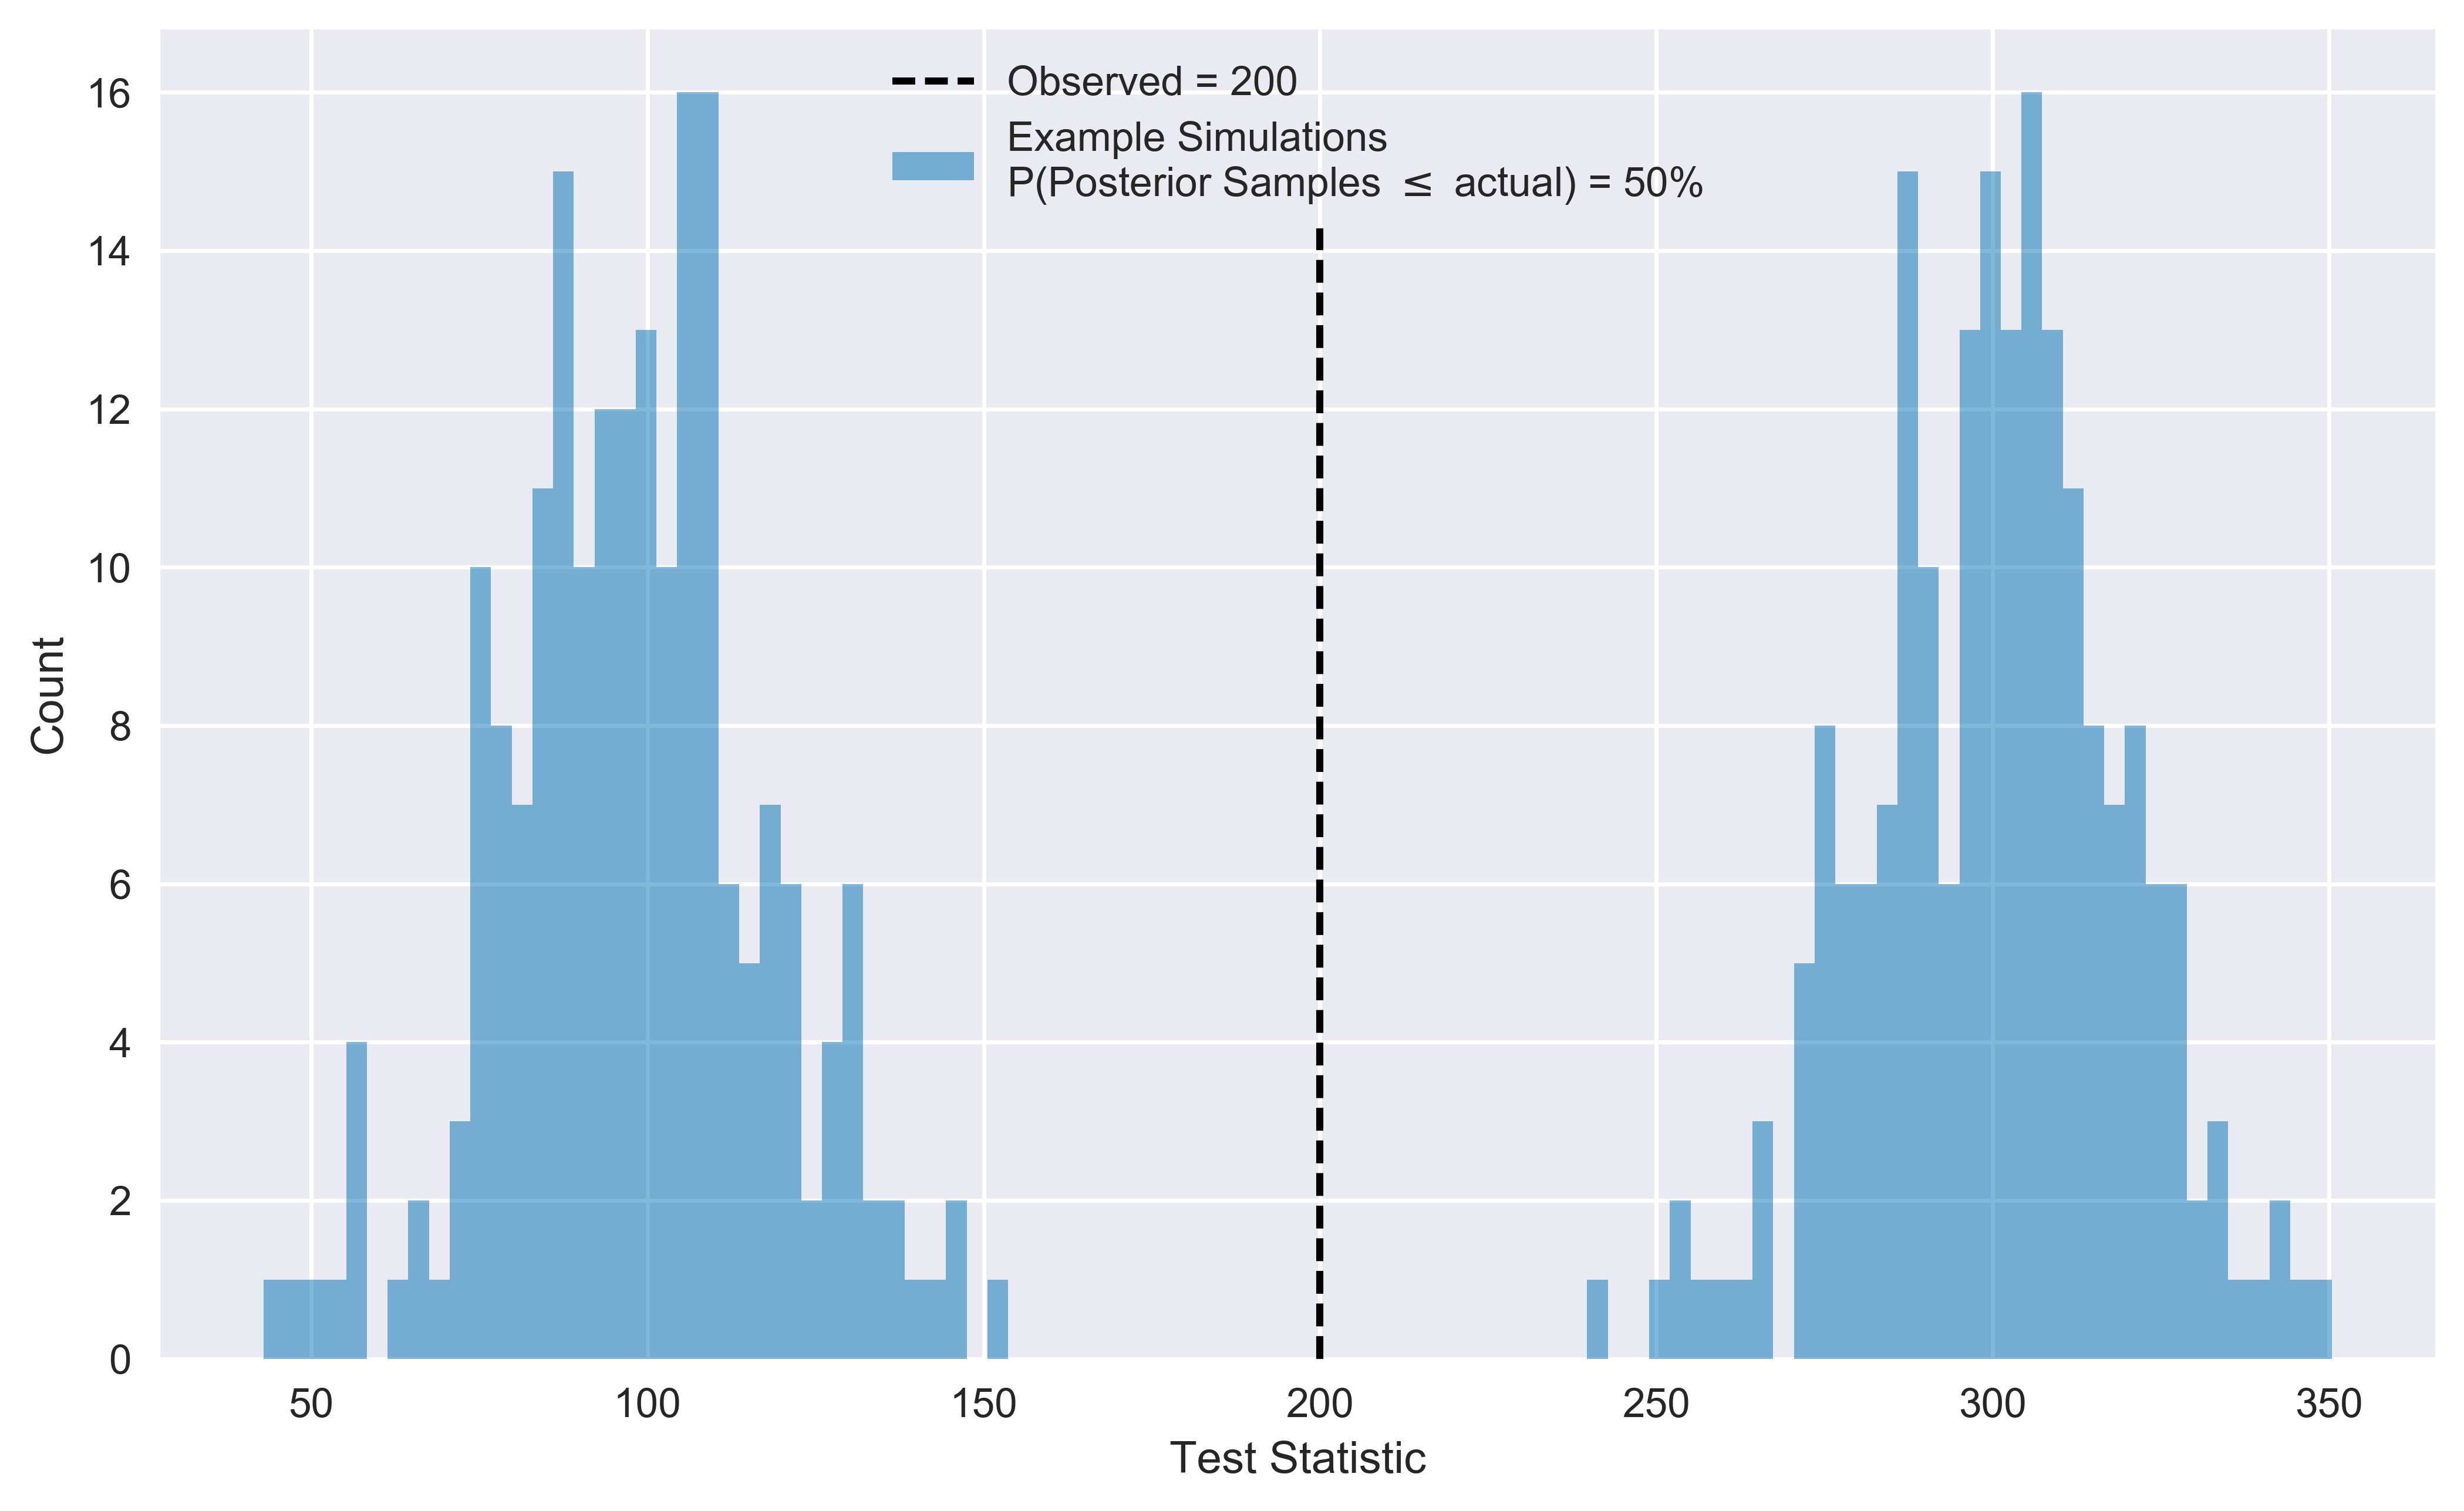 Observed = 200
Example Simulations
P(Posterior Samples ≤ actual) = 50%
16
14
12
10
8
6
4
2
0
Count
50 100 150 200 250 300 350
Test Statistic